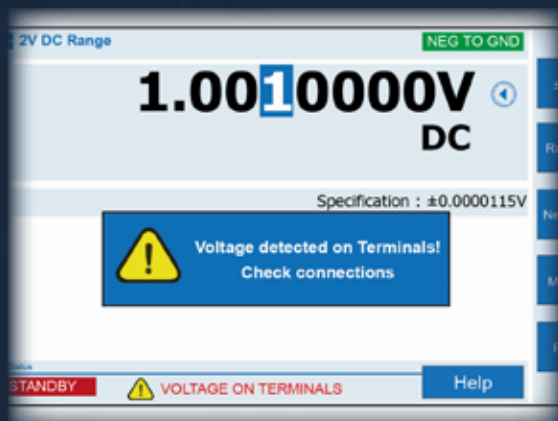 2V DC Range
NEG TO GND
1.0010000V
DC
Specification : ±0.0000115V
Voltage detected on Terminals!
Check connections
Status
STANDBY
VOLTAGE ON TERMINALS
Help